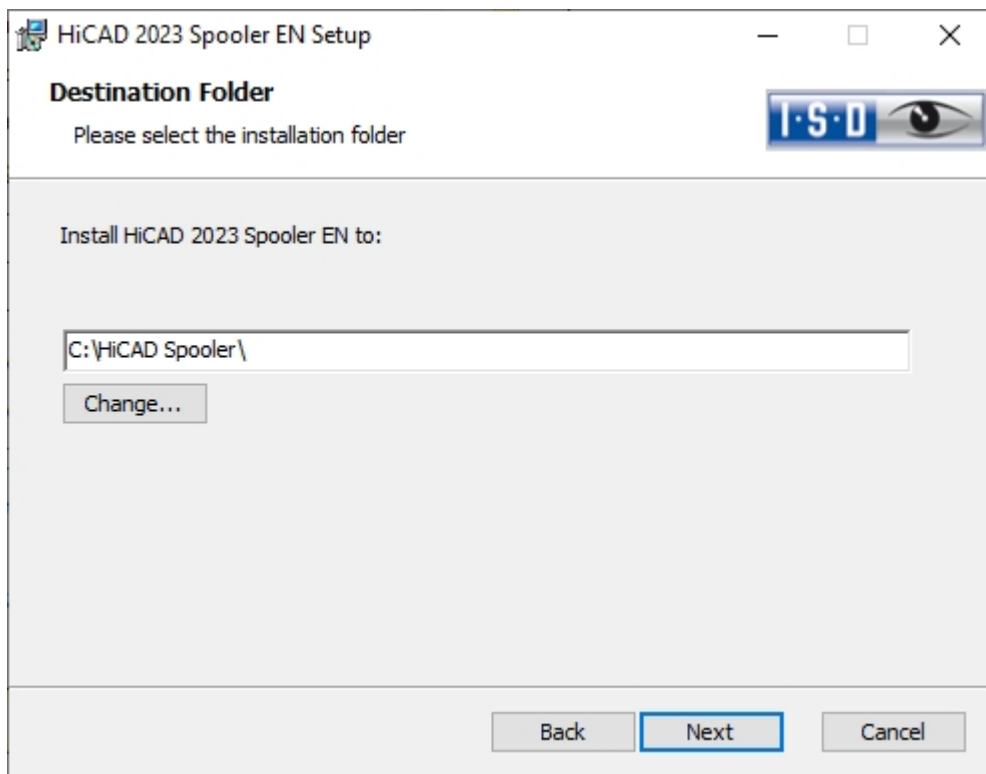 HiCAD 2023 Spooler EN Setup
Destination Folder
Please select the installation folder
I·S·D
Install HiCAD 2023 Spooler EN to:
C:\HiCAD Spooler\
Change...
Back Next Cancel